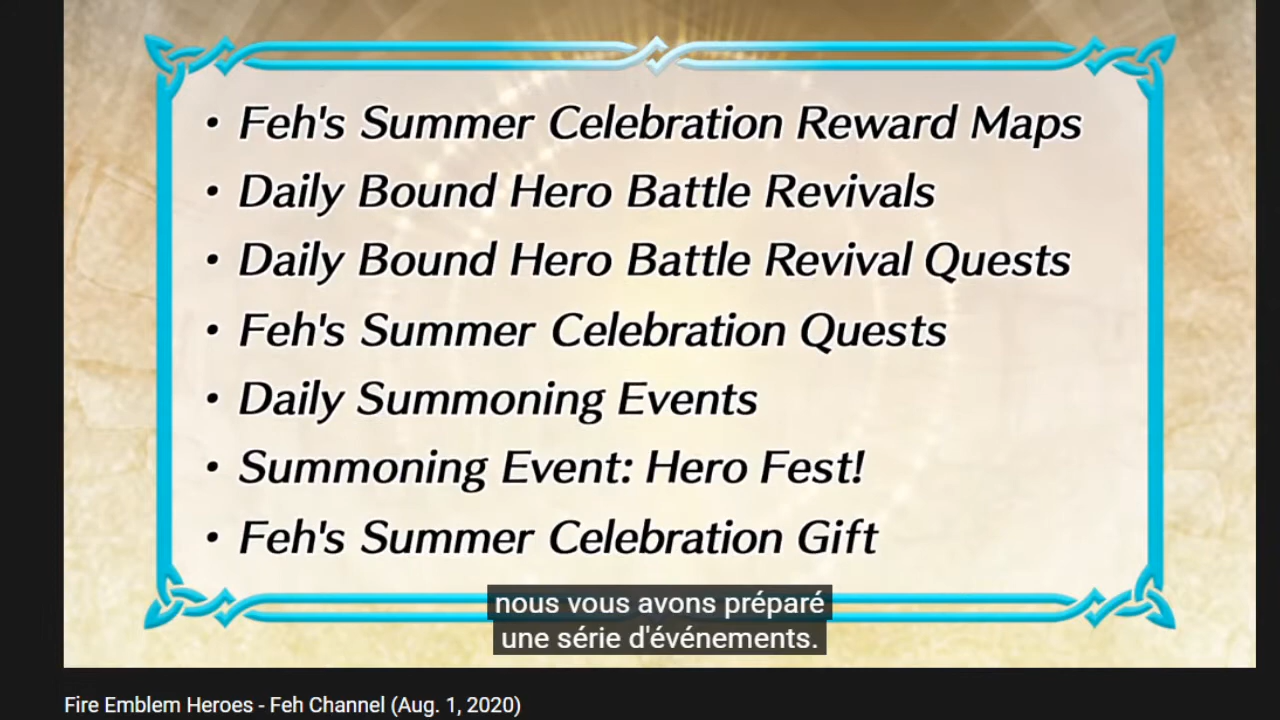 • Feh's Summer Celebration Reward Maps
• Daily Bound Hero Battle Revivals
• Daily Bound Hero Battle Revival Quests
• Feh's Summer Celebration Quests
• Daily Summoning Events
• Summoning Event: Hero Fest!
• Feh's Summer Celebration Gift
nous vous avons préparé
une série d'événements.
Fire Emblem Heroes - Feh Channel (Aug. 1, 2020)